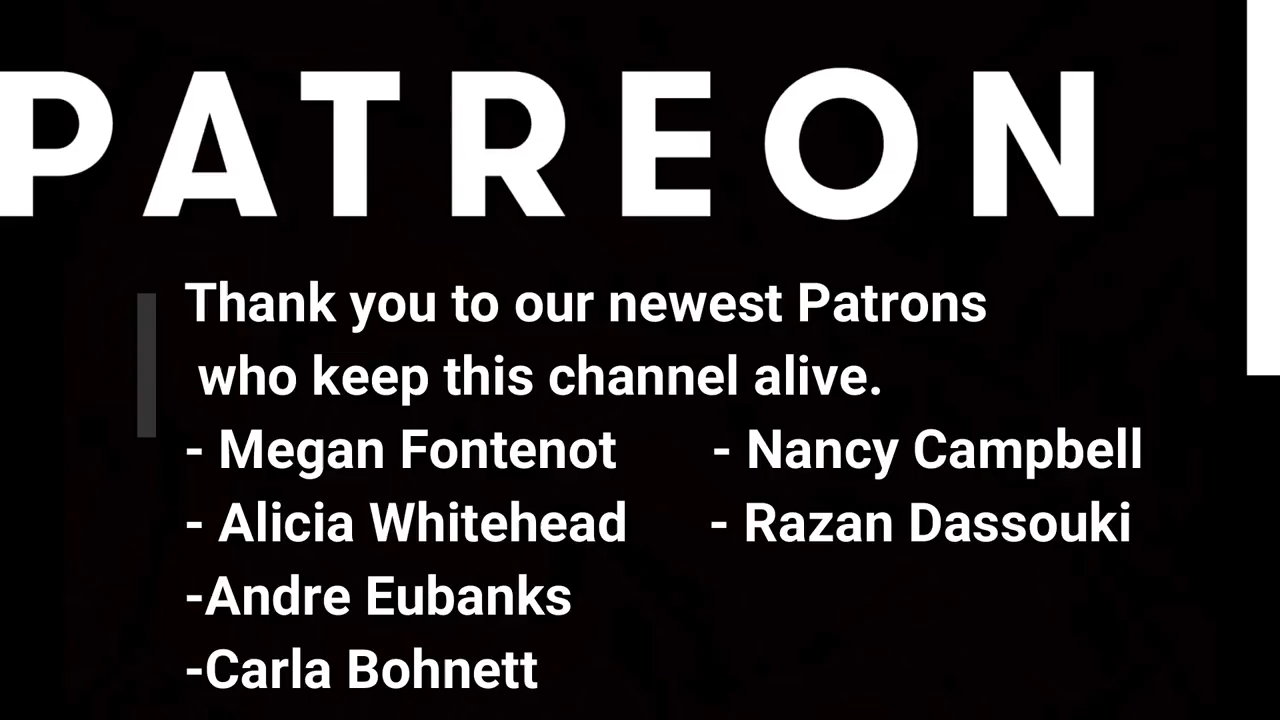 PATREON
Thank you to our newest Patrons
who keep this channel alive.
- Megan Fontenot - Nancy Campbell
- Alicia Whitehead - Razan Dassouki
-Andre Eubanks
-Carla Bohnett